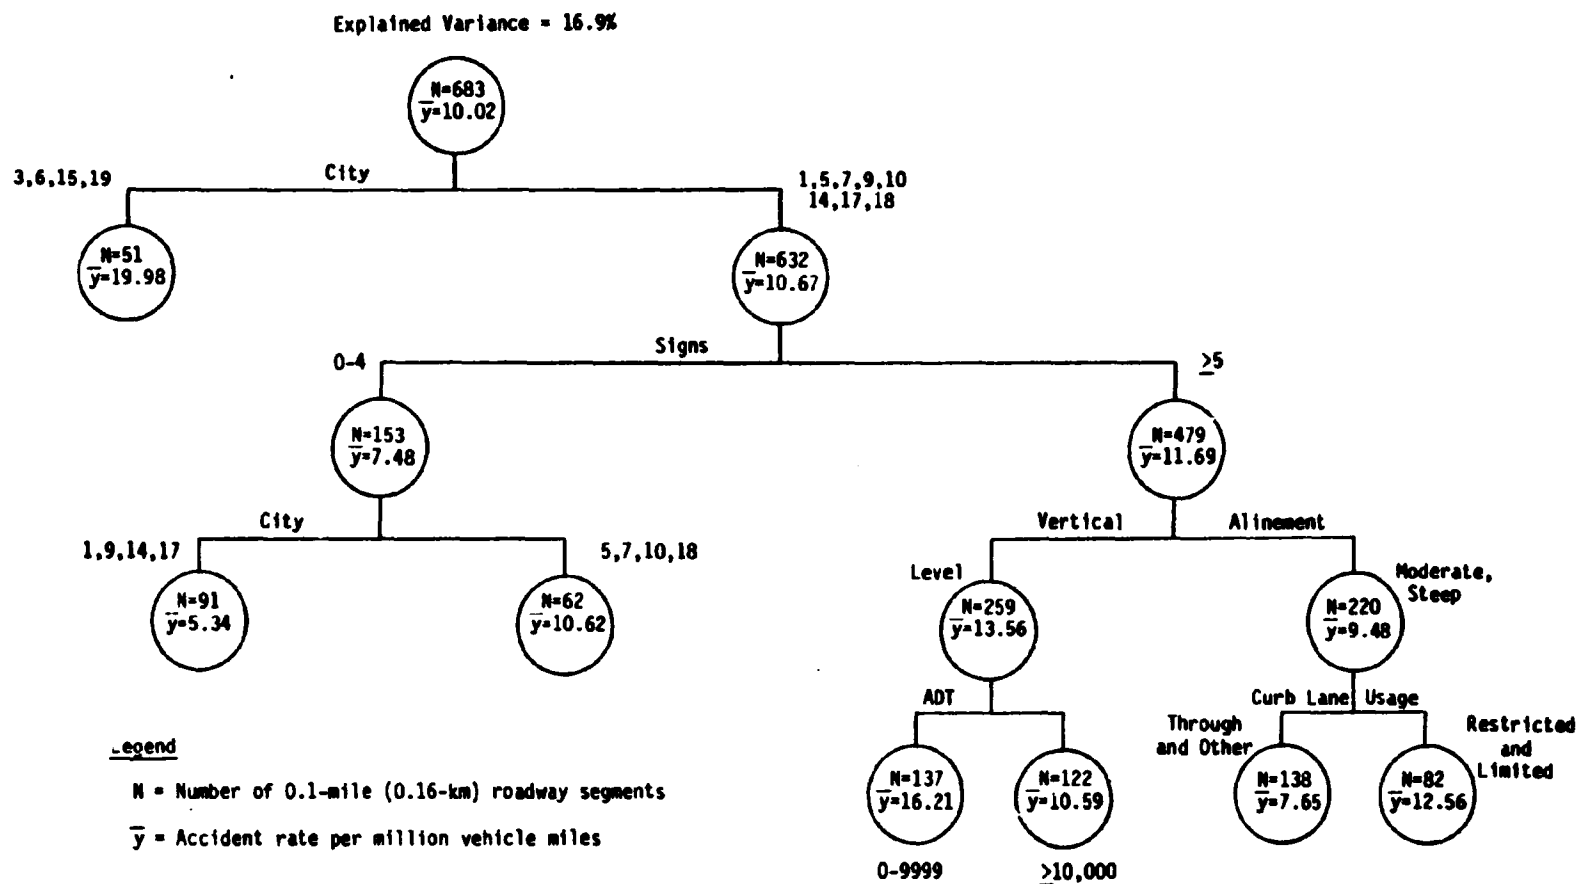 Explained Variance = 16.9%
N=683
y̅=10.02
City
3,6,15,19
1,5,7,9,10
14,17,18
N=51
y̅=19.98
N=632
y̅=10.67
Signs
0-4
≥5
N=153
y̅=7.48
N=479
y̅=11.69
City
Vertical Alinement
1,9,14,17
5,7,10,18
Level
Moderate,
Steep
N=91
y̅=5.34
N=62
y̅=10.62
N=259
y̅=13.56
N=220
y̅=9.48
ADT
Curb Lane Usage
Through
and Other
Restricted
and
Limited
N=137
y̅=16.21
N=122
y̅=10.59
N=138
y̅=7.65
N=82
y̅=12.56
0-9999
≥10,000
Legend
N = Number of 0.1-mile (0.16-km) roadway segments
y̅ = Accident rate per million vehicle miles